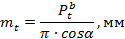 m_t = P_t^b / (π · cosα), мм